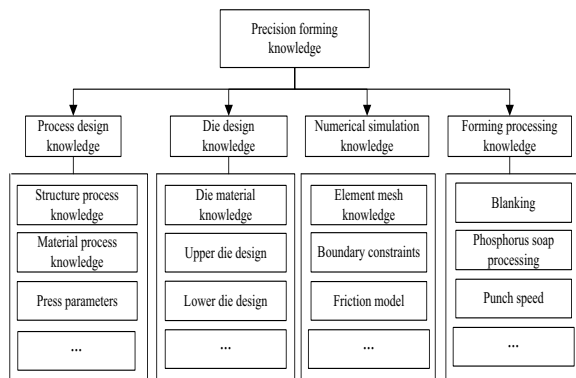 Precision forming
knowledge
Process design
knowledge
Die design
knowledge
Numerical simulation
knowledge
Forming processing
knowledge
Structure process
knowledge
Material process
knowledge
Press parameters
...
Die material
knowledge
Upper die design
Lower die design
...
Element mesh
knowledge
Boundary constraints
Friction model
...
Blanking
Phosphorus soap
processing
Punch speed
...